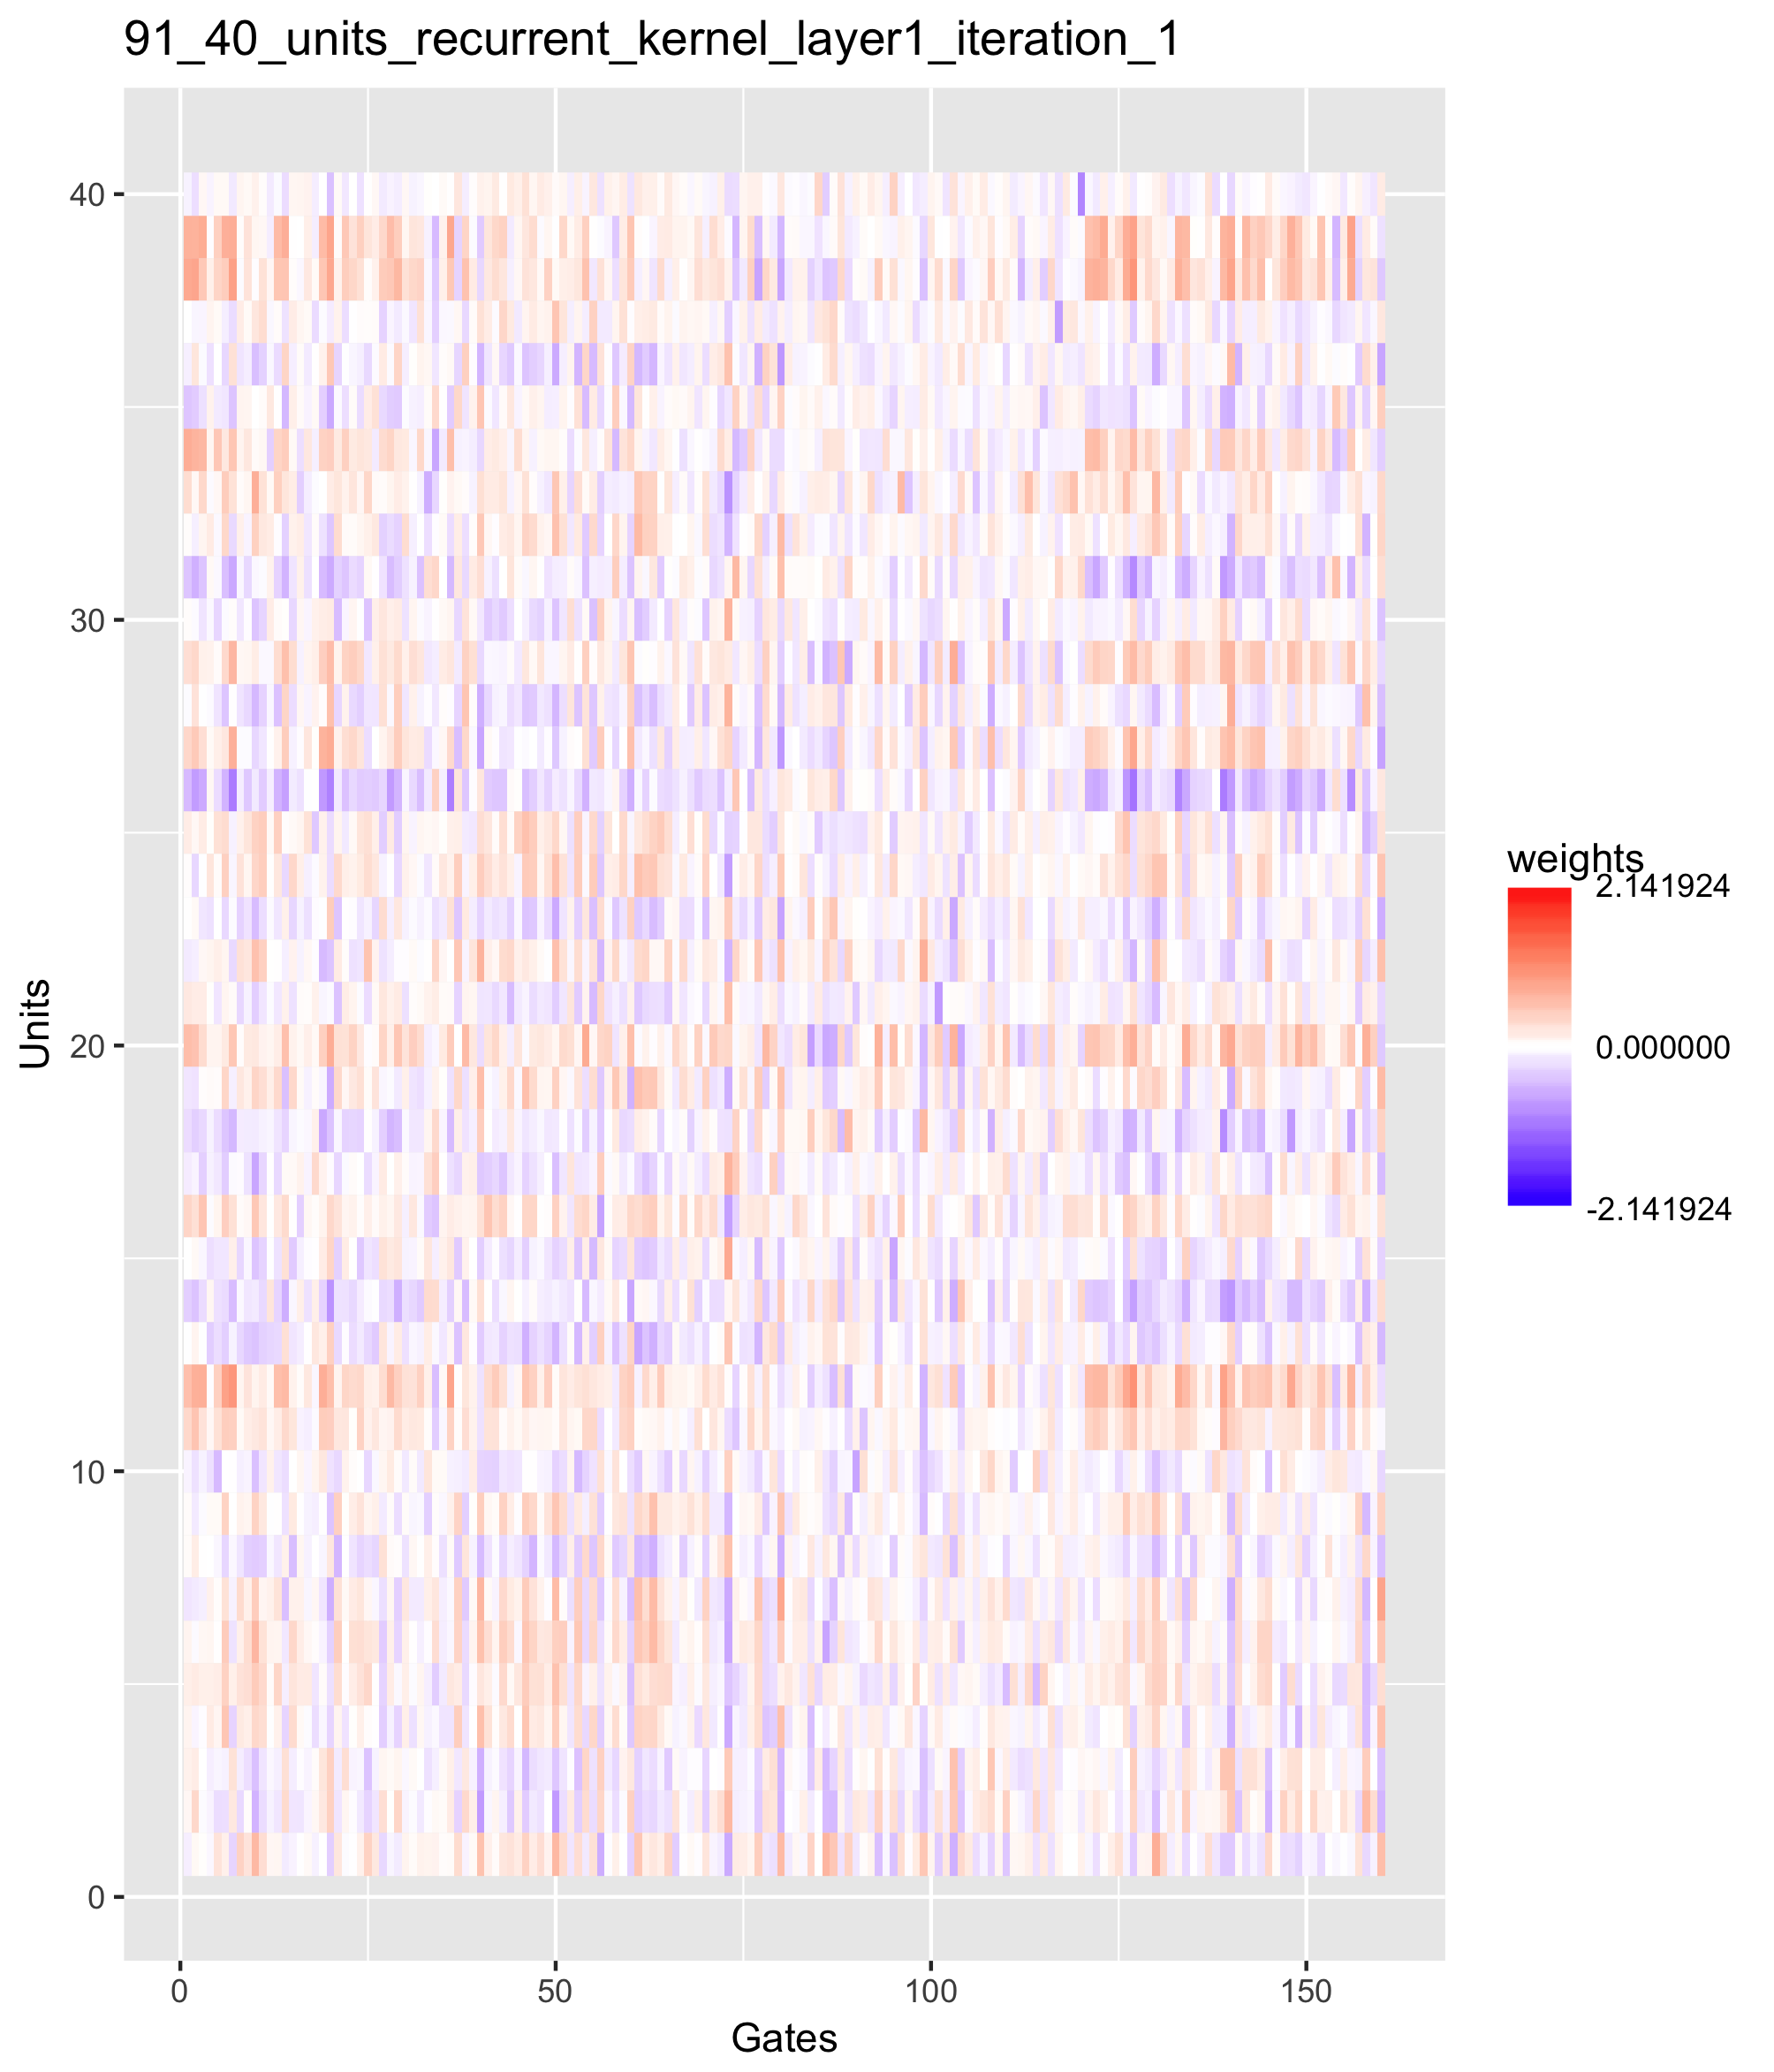 91_40_units_recurrent_kernel_layer1_iteration_1
40
30
20
10
0
Units
0 50 100 150
Gates
weights
2.141924
0.000000
-2.141924